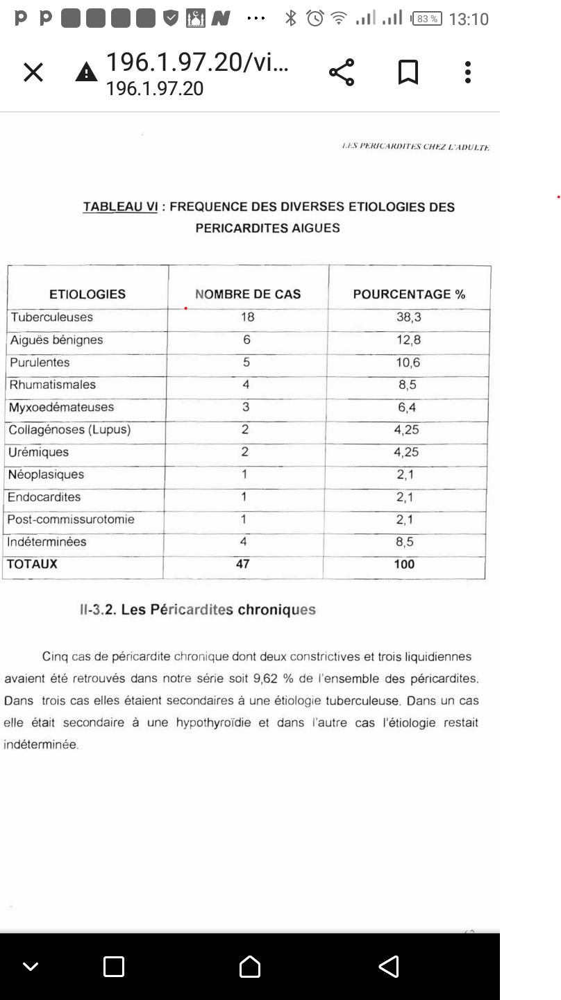 83 %
13:10
196.1.97.20/vi...
196.1.97.20
LES PERICARDITES CHEZ L'ADULTE
TABLEAU VI : FREQUENCE DES DIVERSES ETIOLOGIES DES
PERICARDITES AIGUES
ETIOLOGIES NOMBRE DE CAS POURCENTAGE %
Tuberculeuses 18 38,3
Aiguës bénignes 6 12,8
Purulentes 5 10,6
Rhumatismales 4 8,5
Myxoedémateuses 3 6,4
Collagénoses (Lupus) 2 4,25
Urémiques 2 4,25
Néoplasiques 1 2,1
Endocardites 1 2,1
Post-commissurotomie 1 2,1
Indéterminées 4 8,5
TOTAUX 47 100
II-3.2. Les Péricardites chroniques
Cinq cas de péricardite chronique dont deux constrictives et trois liquidiennes
avaient été retrouvés dans notre série soit 9,62 % de l'ensemble des péricardites.
Dans trois cas elles étaient secondaires à une étiologie tuberculeuse. Dans un cas
elle était secondaire à une hypothyroïdie et dans l'autre cas l'étiologie restait
indéterminée.